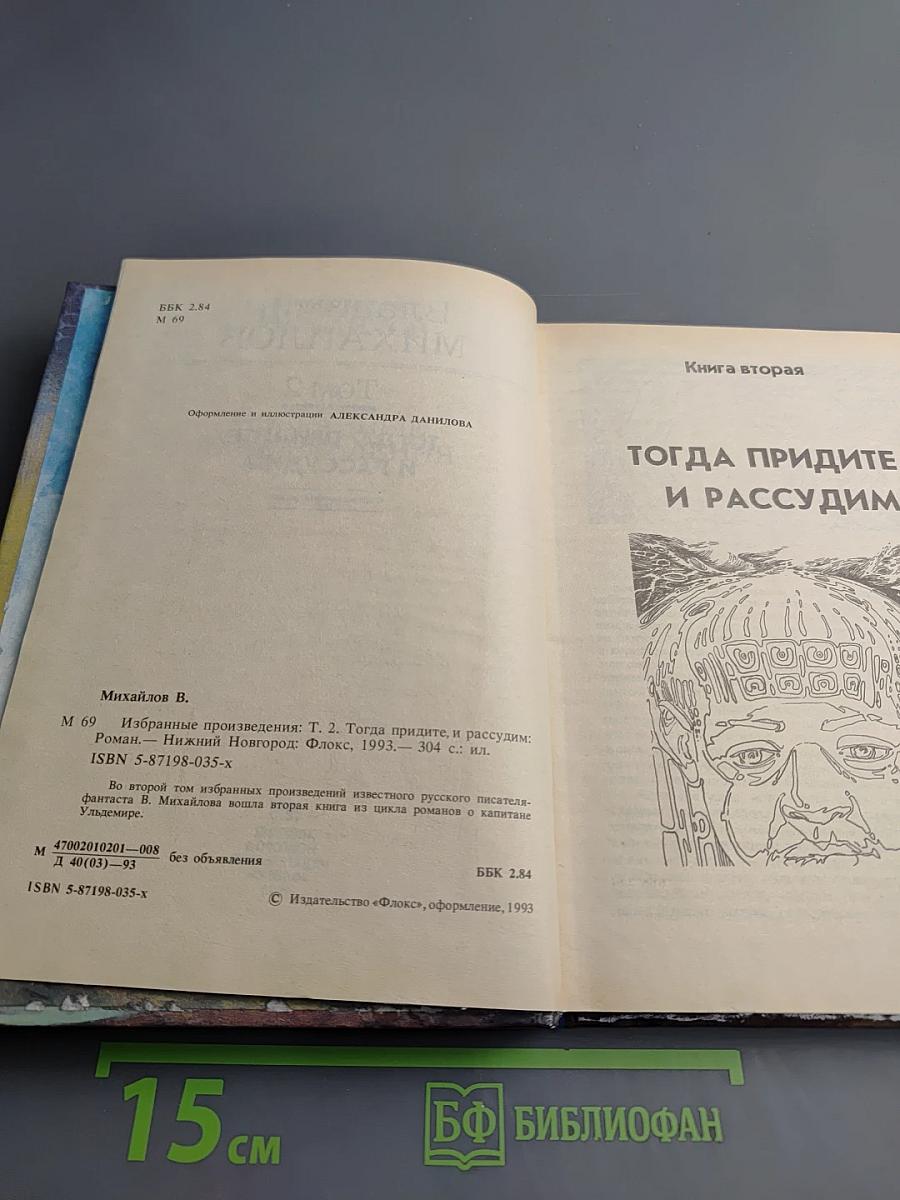 ББК 2.84
М 69
Оформление и иллюстрации АЛЕКСАНДРА ДАНИЛОВА
Михайлов В.
М 69 Избранные произведения: Т. 2. Тогда придите, и рассудим:
Роман.— Нижний Новгород: Флокс, 1993.— 304 с.: ил.
ISBN 5-87198-035-х
Во второй том избранных произведений известного русского писателя-
фантаста В. Михайлова вошла вторая книга из цикла романов о капитане
Ульдемире.
М 47002010201—008
Д 40(03)—93 без объявления
ББК 2.84
ISBN 5-87198-035-х
© Издательство «Флокс», оформление, 1993
Книга вторая
ТОГДА ПРИДИТЕ
И РАССУДИМ
15 см
БФ БИБЛИОФАН